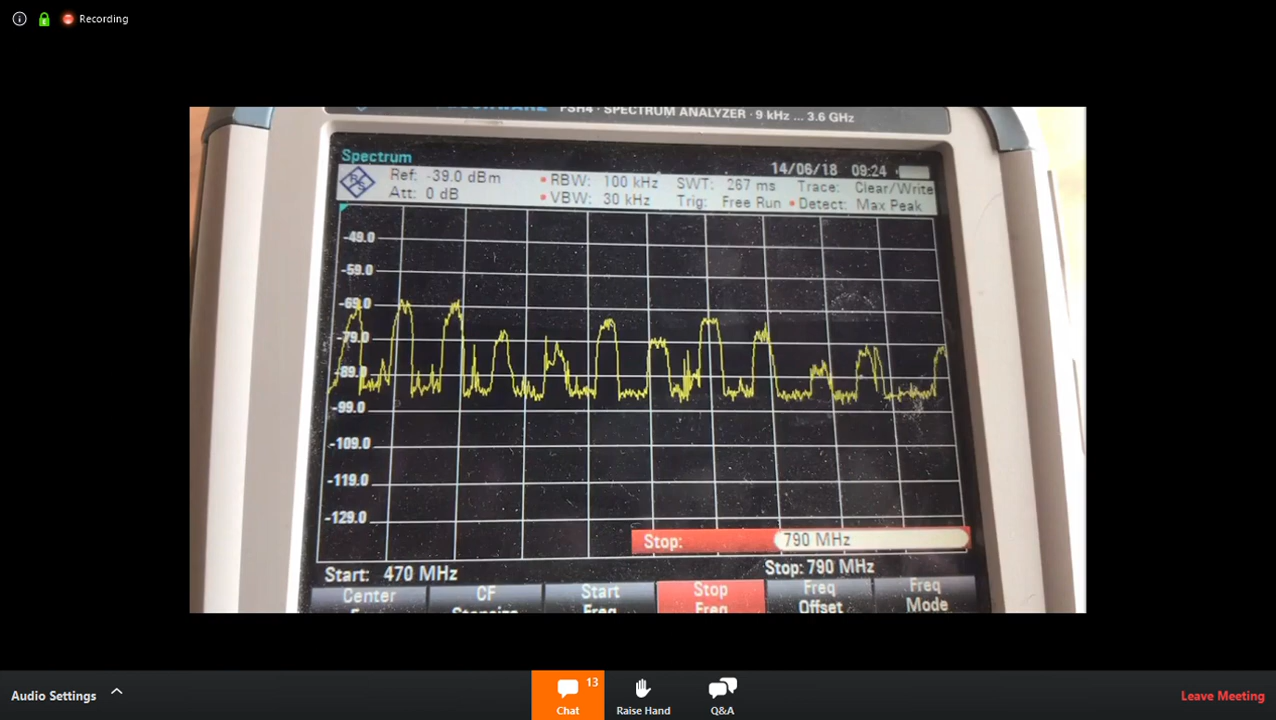 Recording
FSH4 · SPECTRUM ANALYZER · 9 kHz ... 3.6 GHz
Spectrum
14/06/18 09:24
Ref: -39.0 dBm
RBW: 100 kHz
SWT: 267 ms
Trace: Clear/Write
Att: 0 dB
VBW: 30 kHz
Trig: Free Run
Detect: Max Peak
-49.0
-59.0
-69.0
-79.0
-89.0
-99.0
-109.0
-119.0
-129.0
Stop: 790 MHz
Start: 470 MHz
Stop: 790 MHz
Center
CF
Start
Freq
Stop
Freq
Freq
Offset
Freq
Mode
Audio Settings
Chat 13
Raise Hand
Q&A
Leave Meeting